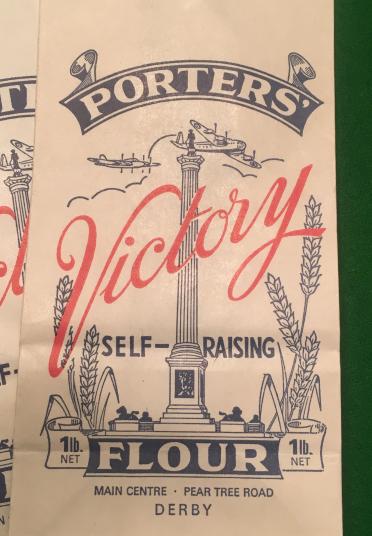 PORTERS'
Victory
SELF-RAISING
1lb. NET
FLOUR
1lb. NET
MAIN CENTRE · PEAR TREE ROAD
DERBY